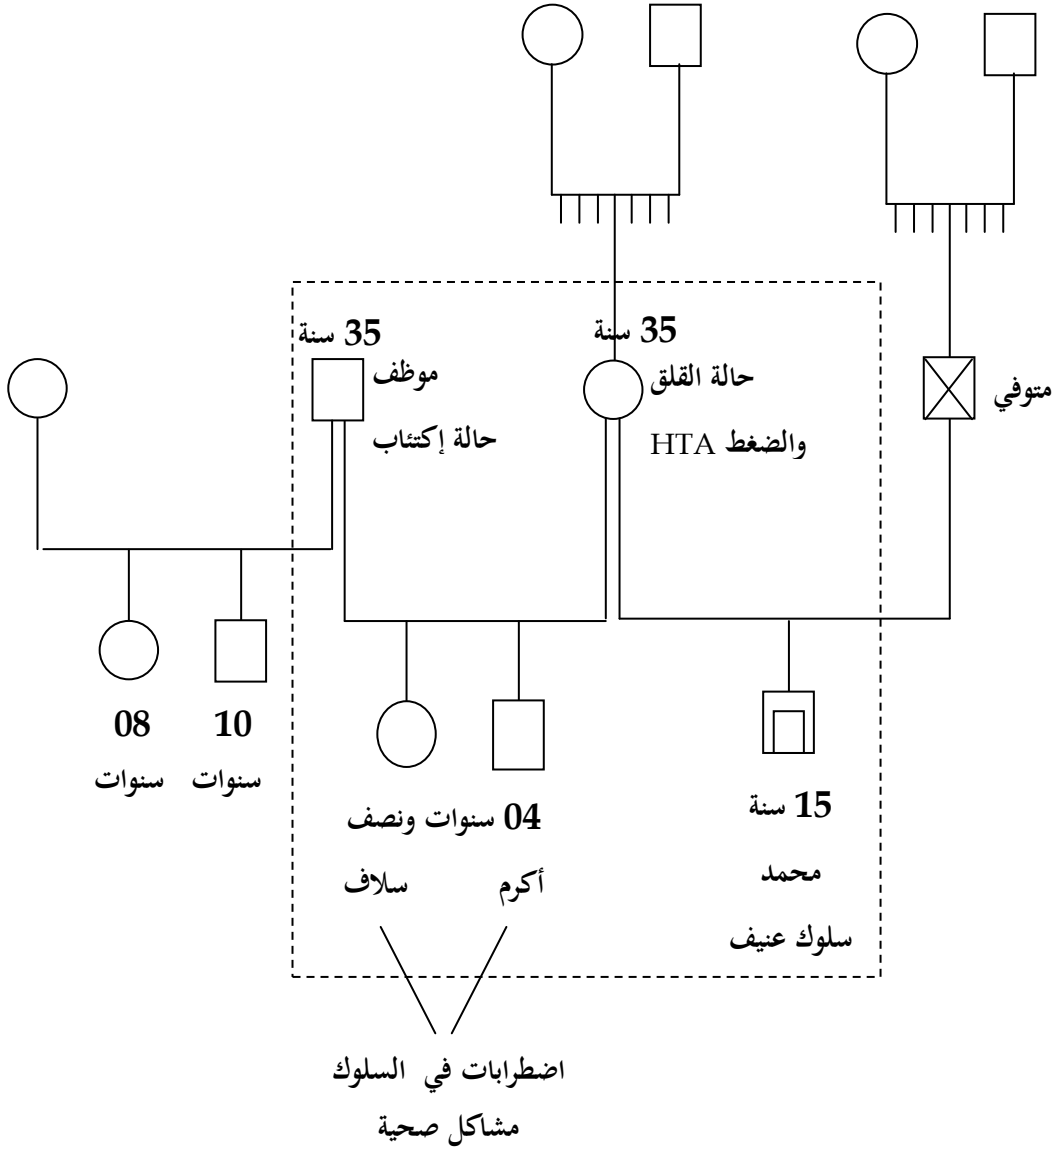 35 سنة
35 سنة
موظف
حالة القلق
متوفي
حالة إكتئاب
والضغط HTA
10
08
سنوات
سنوات
15 سنة
04 سنوات ونصف
محمد
أكرم
سلاف
سلوك عنيف
اضطرابات في السلوك
مشاكل صحية